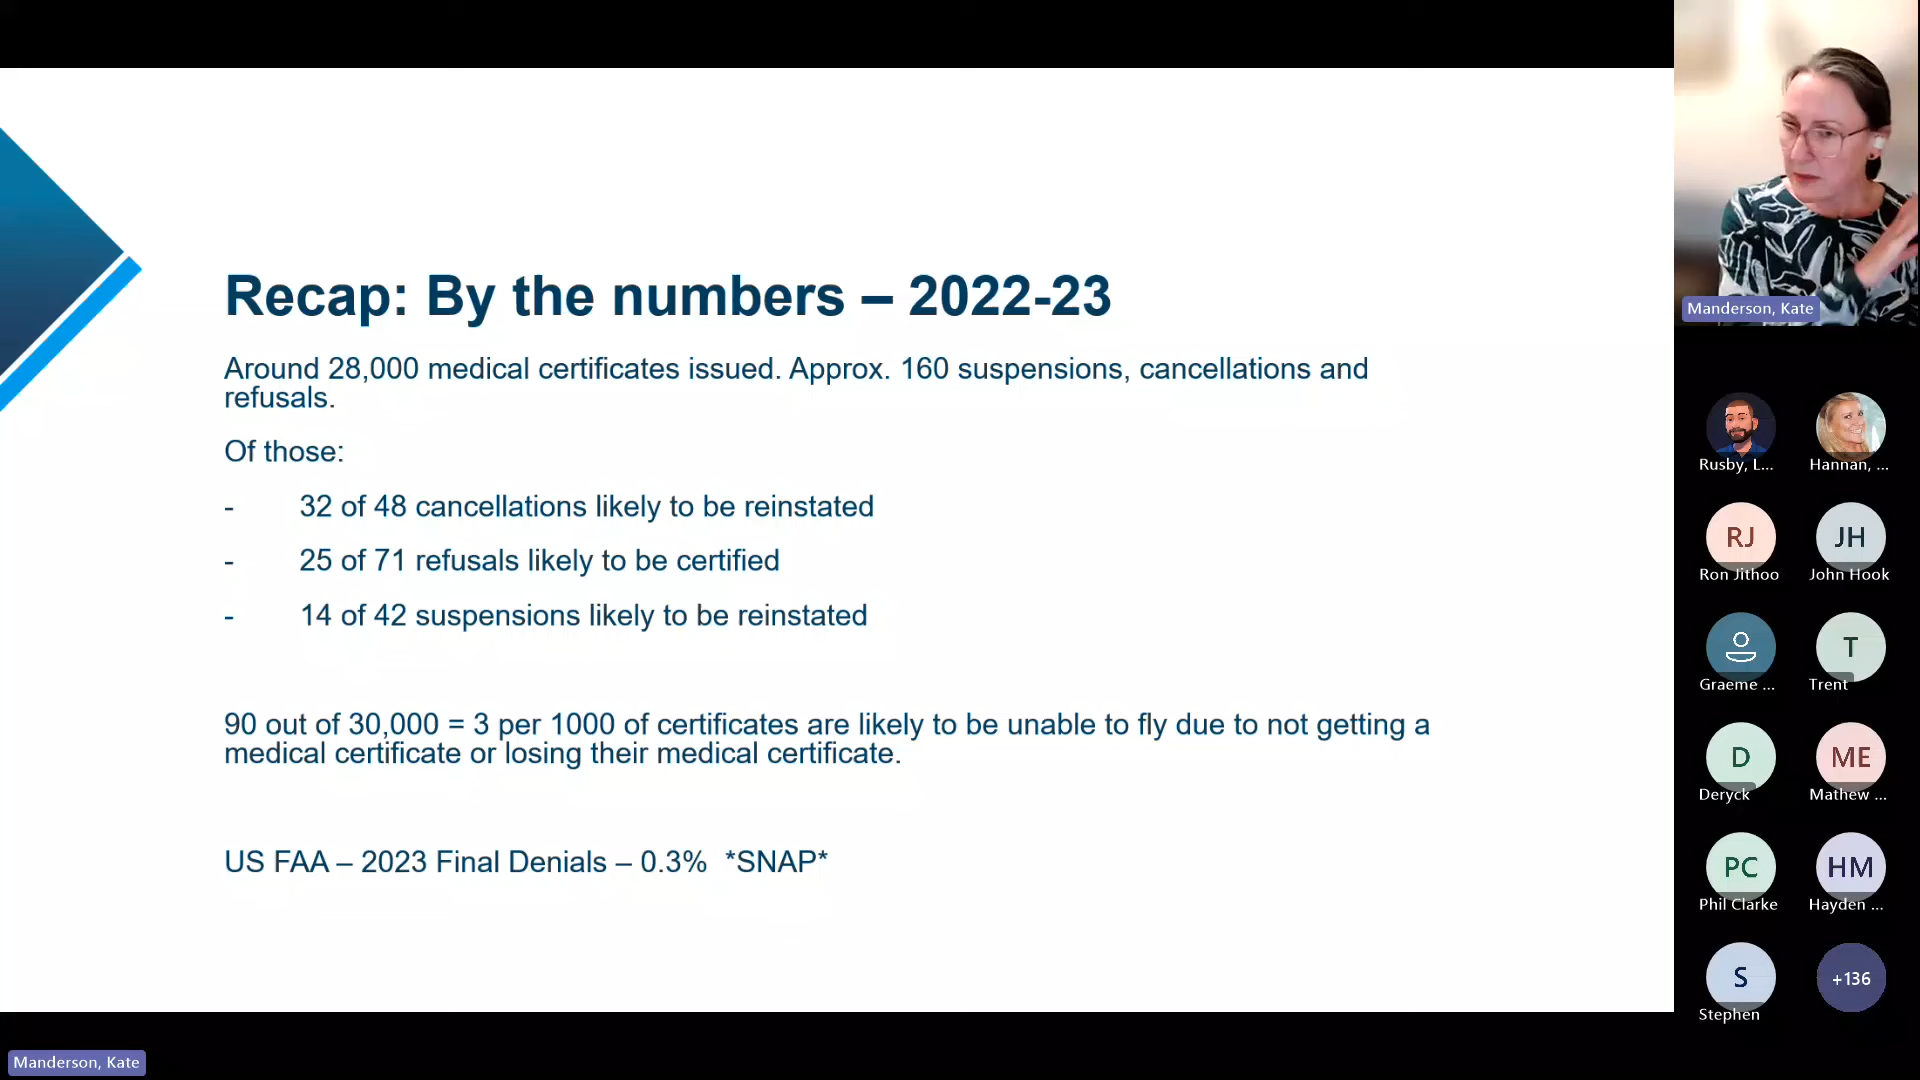 Recap: By the numbers – 2022-23
Around 28,000 medical certificates issued. Approx. 160 suspensions, cancellations and
refusals.
Of those:
- 32 of 48 cancellations likely to be reinstated
- 25 of 71 refusals likely to be certified
- 14 of 42 suspensions likely to be reinstated
90 out of 30,000 = 3 per 1000 of certificates are likely to be unable to fly due to not getting a
medical certificate or losing their medical certificate.
US FAA – 2023 Final Denials – 0.3% *SNAP*
Manderson, Kate
Manderson, Kate
Rusby, L...
Hannan, ...
RJ
Ron Jithoo
JH
John Hook
Graeme ...
T
Trent
D
Deryck
ME
Mathew ...
PC
Phil Clarke
HM
Hayden ...
S
Stephen
+136